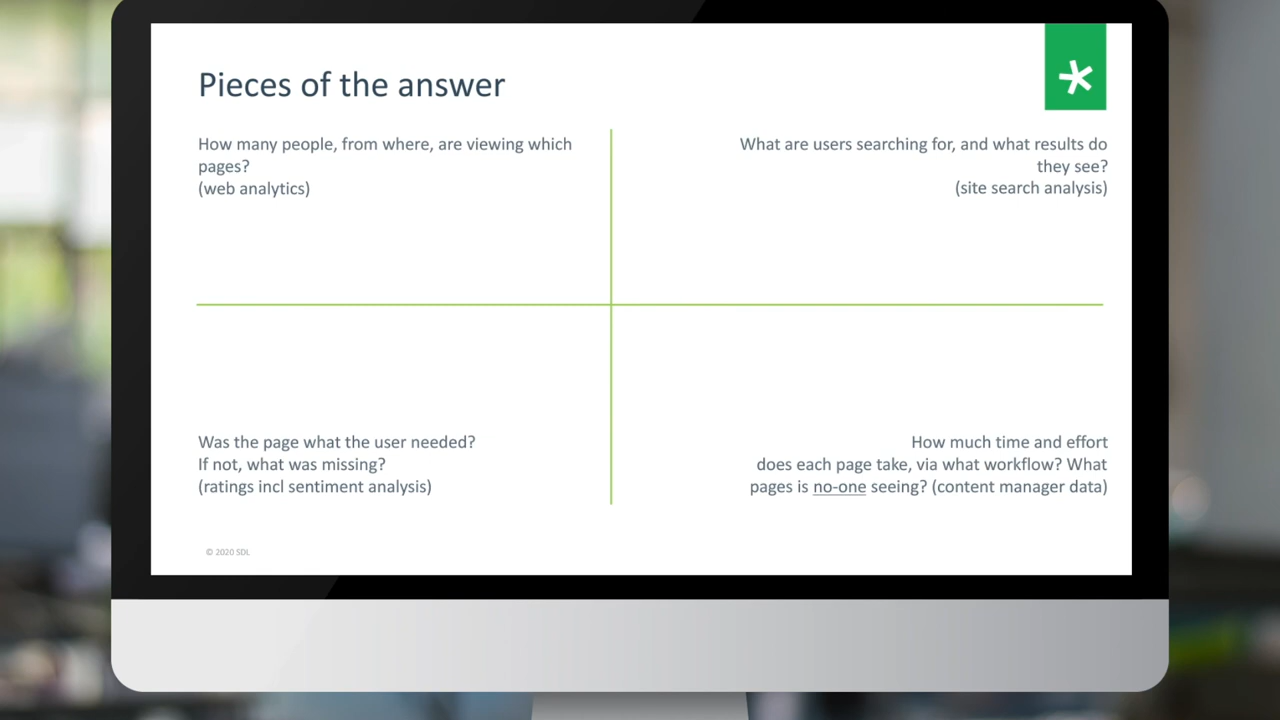 Pieces of the answer
How many people, from where, are viewing which
pages?
(web analytics)
What are users searching for, and what results do
they see?
(site search analysis)
Was the page what the user needed?
If not, what was missing?
(ratings incl sentiment analysis)
How much time and effort
does each page take, via what workflow? What
pages is no-one seeing? (content manager data)
© 2020 SDL